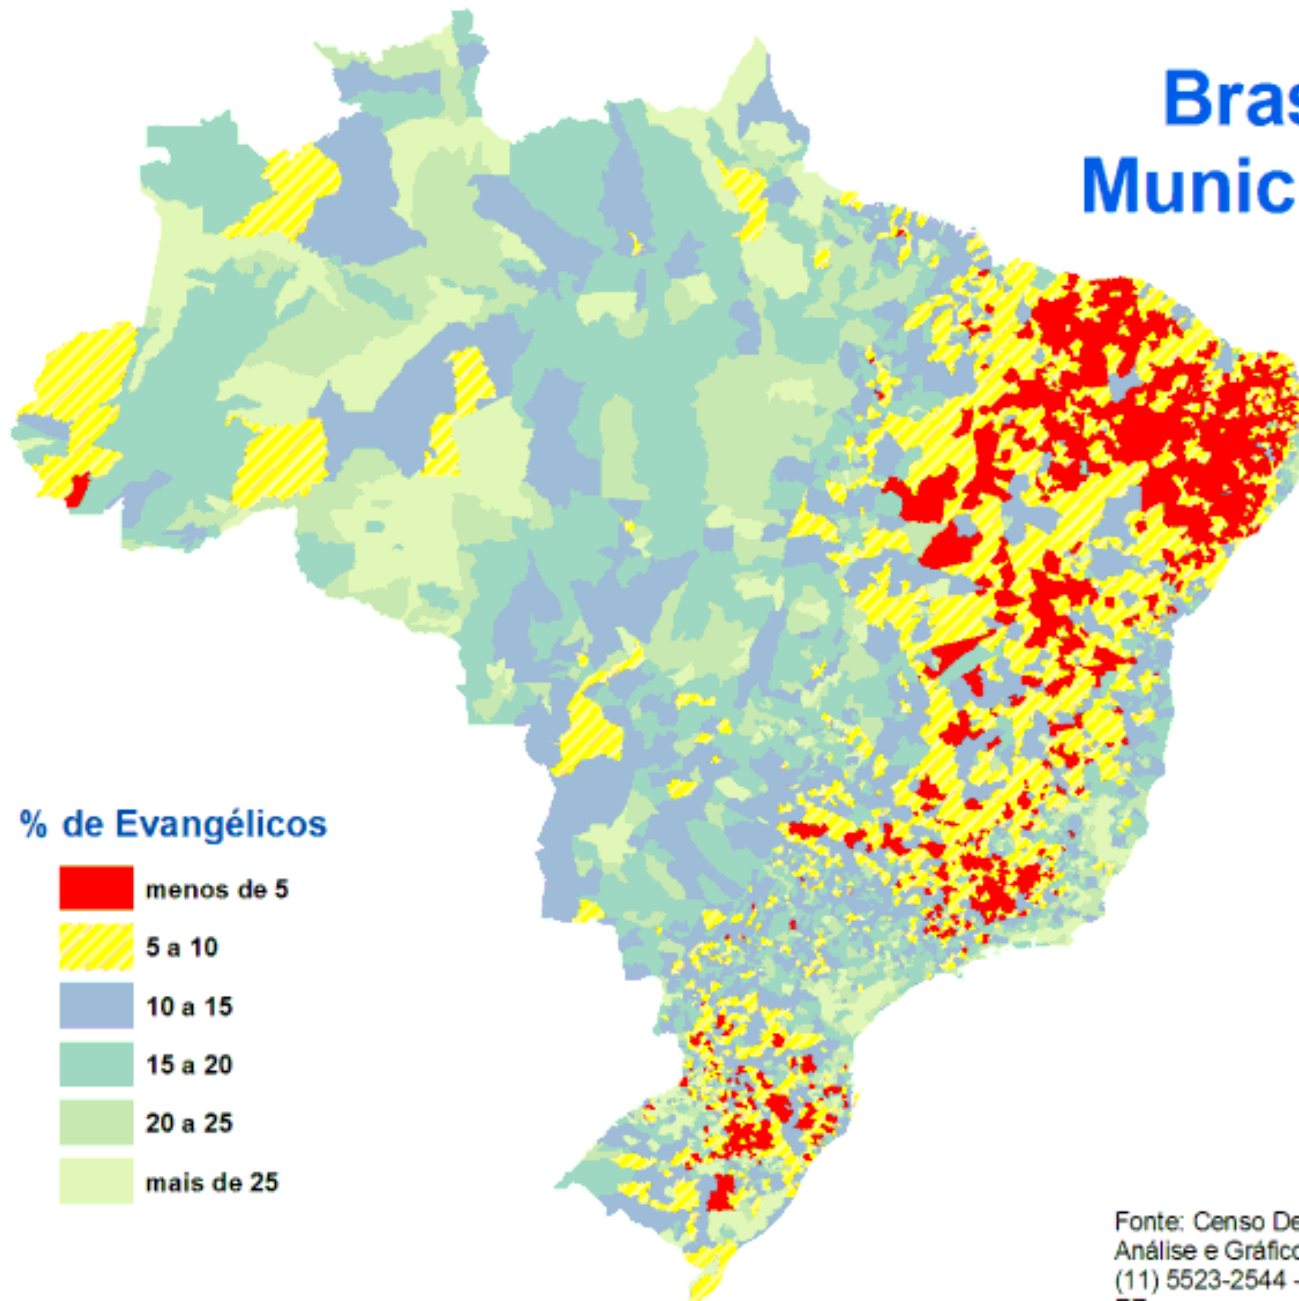 Bras
Munic
% de Evangélicos
menos de 5
5 a 10
10 a 15
15 a 20
20 a 25
mais de 25
Fonte: Censo De
Análise e Gráfico
(11) 5523-2544 -